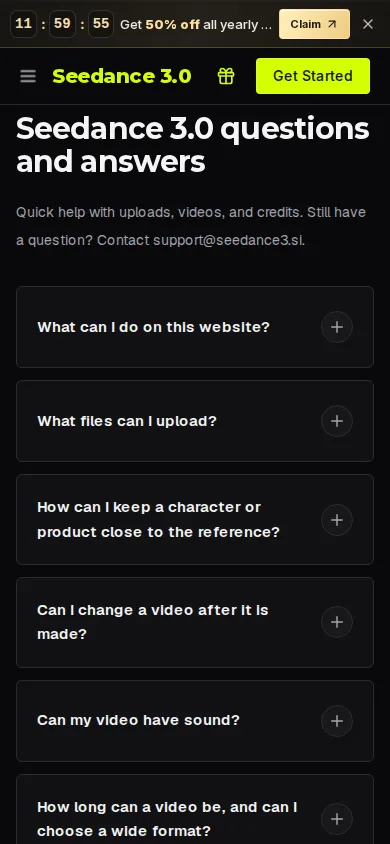 11 : 59 : 55 Get 50% off all yearly ... Claim
Seedance 3.0 Get Started
Seedance 3.0 questions
and answers
Quick help with uploads, videos, and credits. Still have
a question? Contact support@seedance3.si.
What can I do on this website?
What files can I upload?
How can I keep a character or
product close to the reference?
Can I change a video after it is
made?
Can my video have sound?
How long can a video be, and can I
choose a wide format?